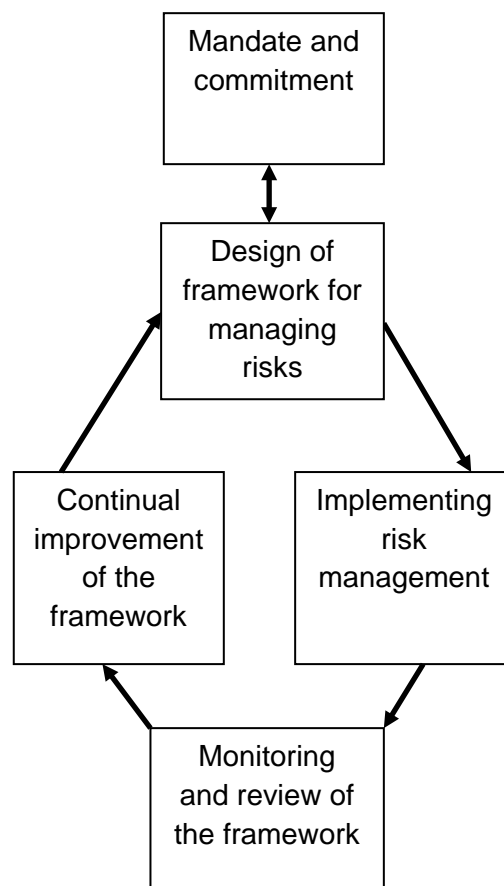 Mandate and
commitment
Design of
framework for
managing
risks
Continual
improvement
of the
framework
Implementing
risk
management
Monitoring
and review of
the framework